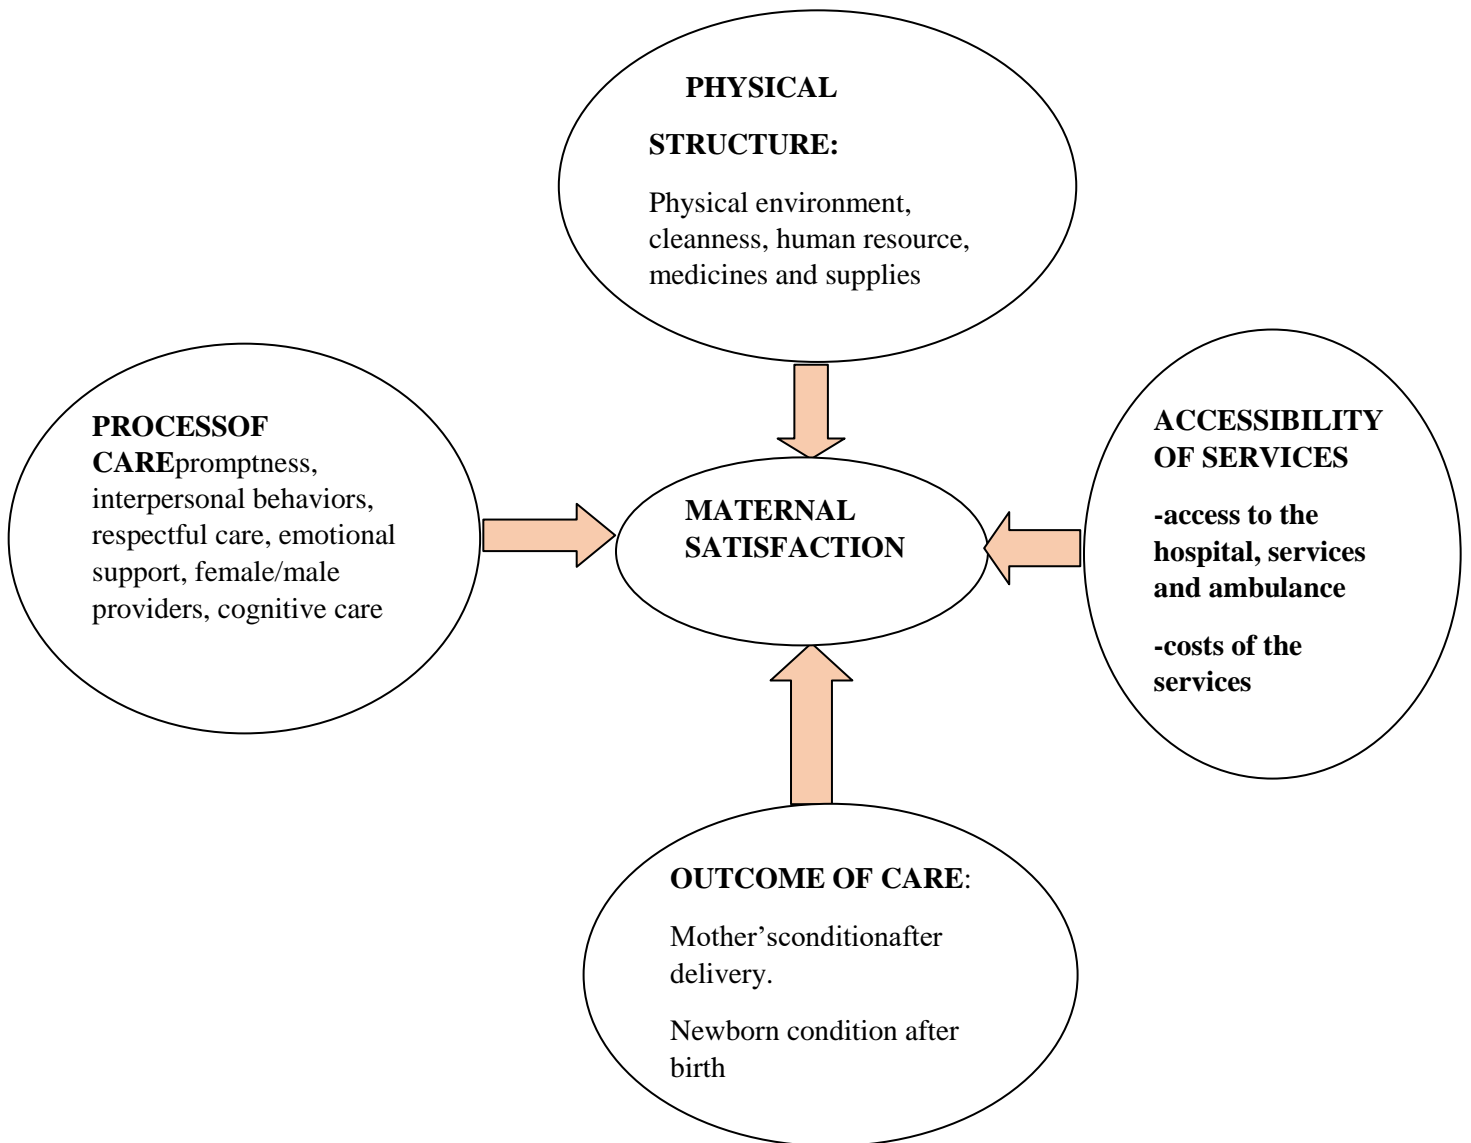 PHYSICAL
STRUCTURE:
Physical environment,
cleanness, human resource,
medicines and supplies
PROCESSOF
CAREpromptness,
interpersonal behaviors,
respectful care, emotional
support, female/male
providers, cognitive care
MATERNAL
SATISFACTION
ACCESSIBILITY
OF SERVICES
-access to the
hospital, services
and ambulance
-costs of the
services
OUTCOME OF CARE:
Mother’sconditionafter
delivery.
Newborn condition after
birth